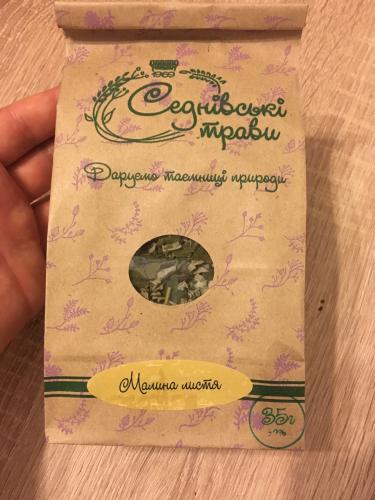 1969
Седнівські
трави
Даруємо таємниці природи
Малина листя
35г